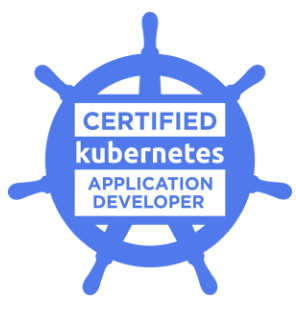 CERTIFIED
kubernetes
APPLICATION
DEVELOPER